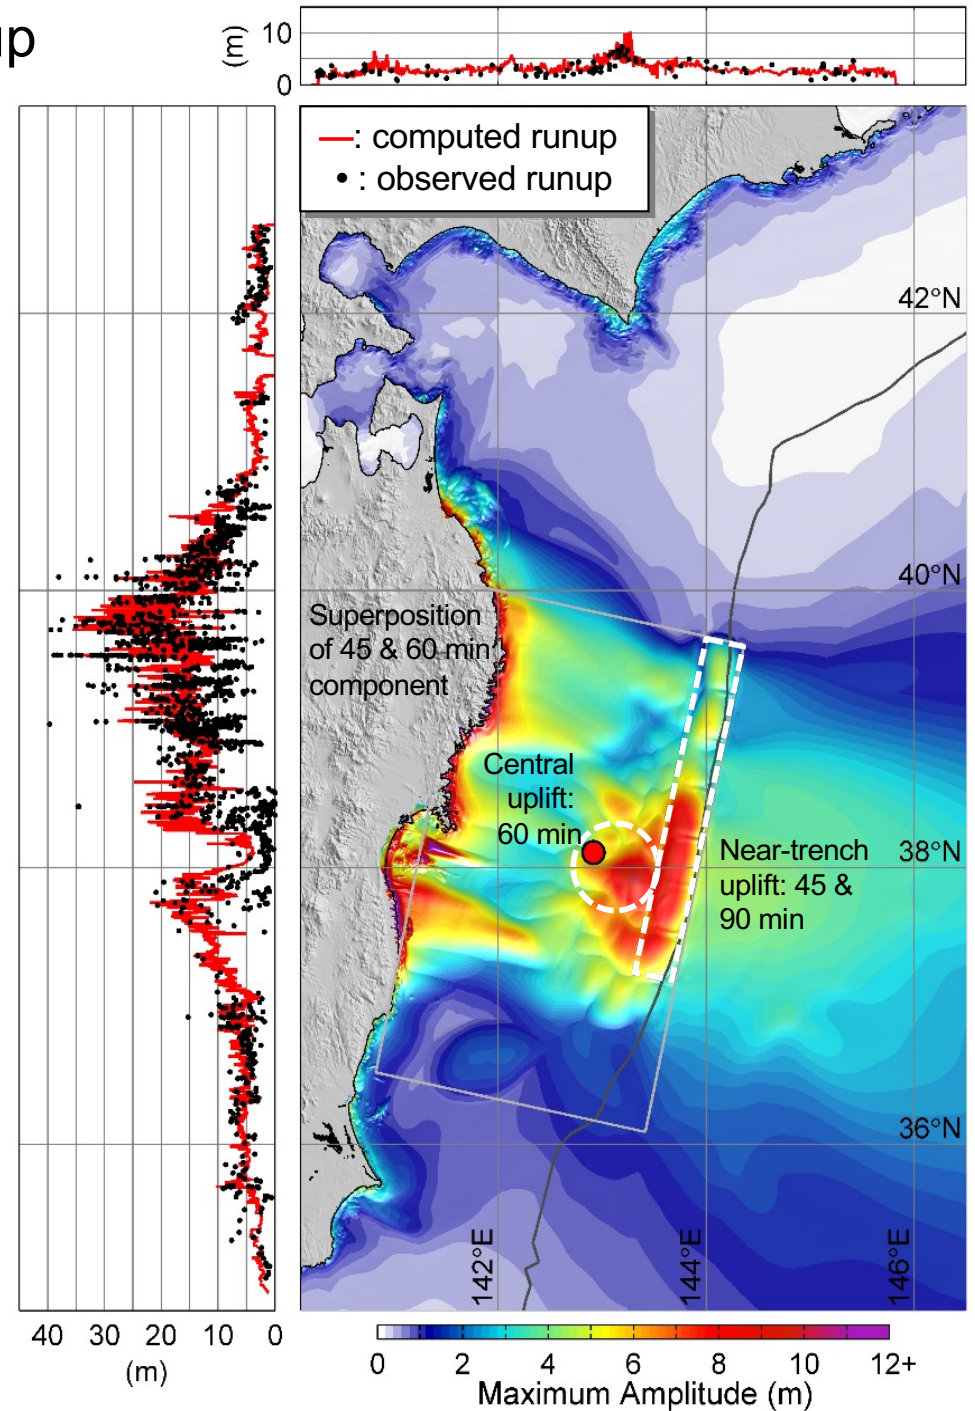 up
10
(m)
0
—: computed runup
• : observed runup
42°N
40°N
Superposition
of 45 & 60 min
component
Central
uplift:
60 min
Near-trench
uplift: 45 &
90 min
38°N
36°N
142°E
144°E
146°E
40 30 20 10 0
(m)
0 2 4 6 8 10 12+
Maximum Amplitude (m)